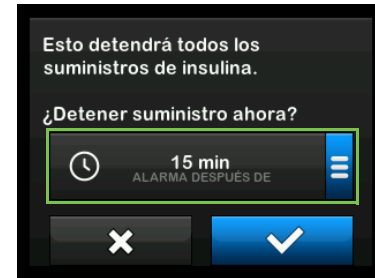 Esto detendrá todos los
suministros de insulina.
¿Detener suministro ahora?
15 min
ALARMA DESPUÉS DE